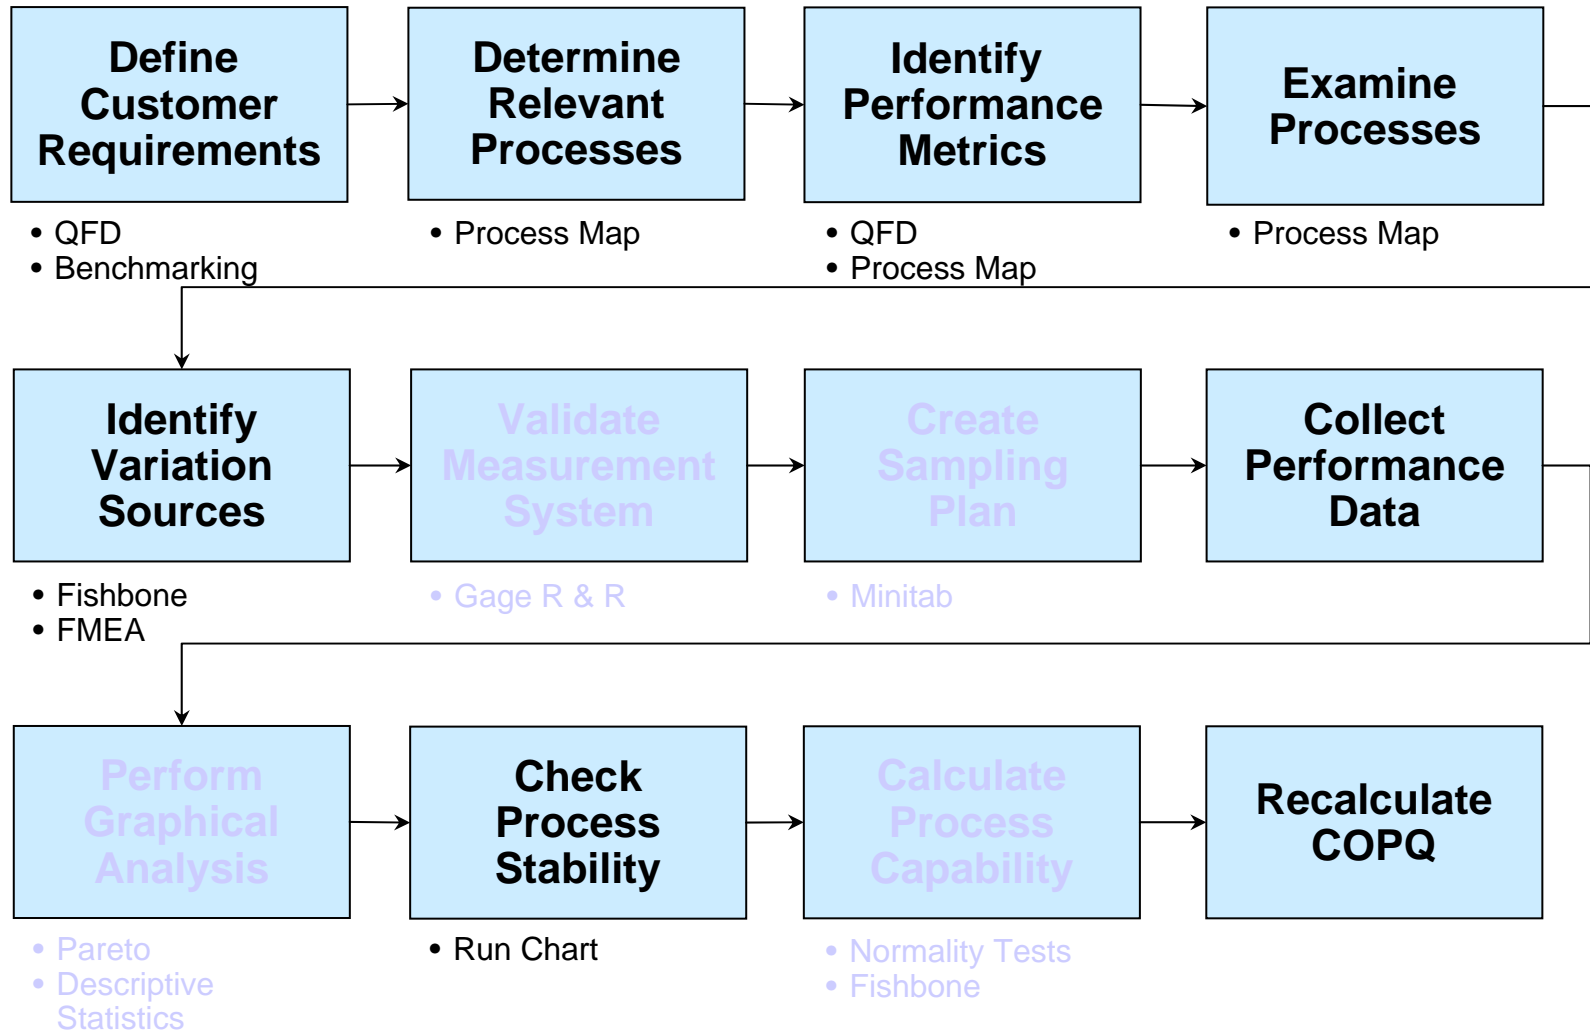 Define
Customer
Requirements
• QFD
• Benchmarking
Determine
Relevant
Processes
• Process Map
Identify
Performance
Metrics
• QFD
• Process Map
Examine
Processes
• Process Map
Identify
Variation
Sources
• Fishbone
• FMEA
Validate
Measurement
System
• Gage R & R
Create
Sampling
Plan
• Minitab
Collect
Performance
Data
Perform
Graphical
Analysis
• Pareto
• Descriptive
Statistics
Check
Process
Stability
• Run Chart
Calculate
Process
Capability
• Normality Tests
• Fishbone
Recalculate
COPQ